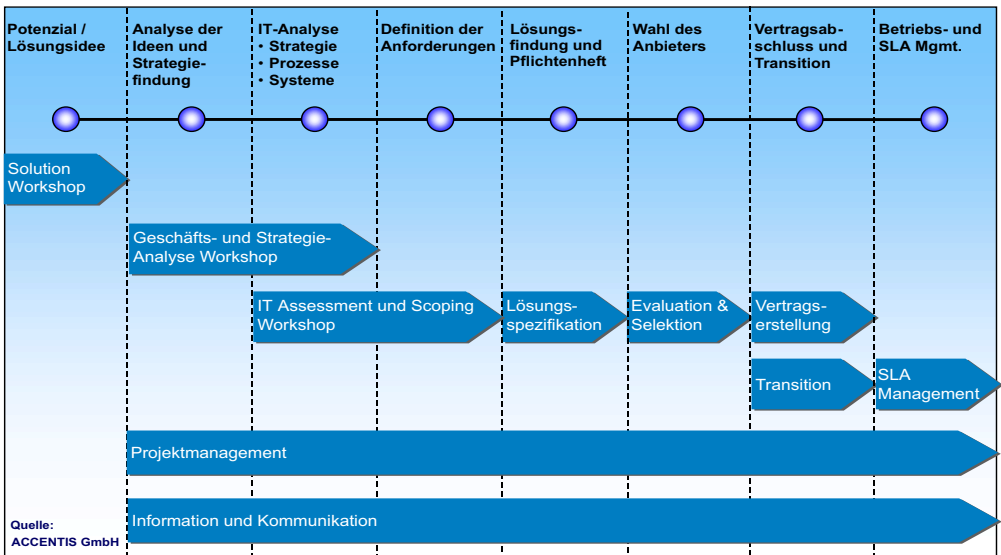 Potenzial /
Lösungsidee
Analyse der
Ideen und
Strategie-
findung
IT-Analyse
• Strategie
• Prozesse
• Systeme
Definition der
Anforderungen
Lösungs-
findung und
Pflichtenheft
Wahl des
Anbieters
Vertragsab-
schluss und
Transition
Betriebs- und
SLA Mgmt.
Solution
Workshop
Geschäfts- und Strategie-
Analyse Workshop
IT Assessment und Scoping
Workshop
Lösungs-
spezifikation
Evaluation &
Selektion
Vertrags-
erstellung
Transition
SLA
Management
Projektmanagement
Information und Kommunikation
Quelle:
ACCENTIS GmbH